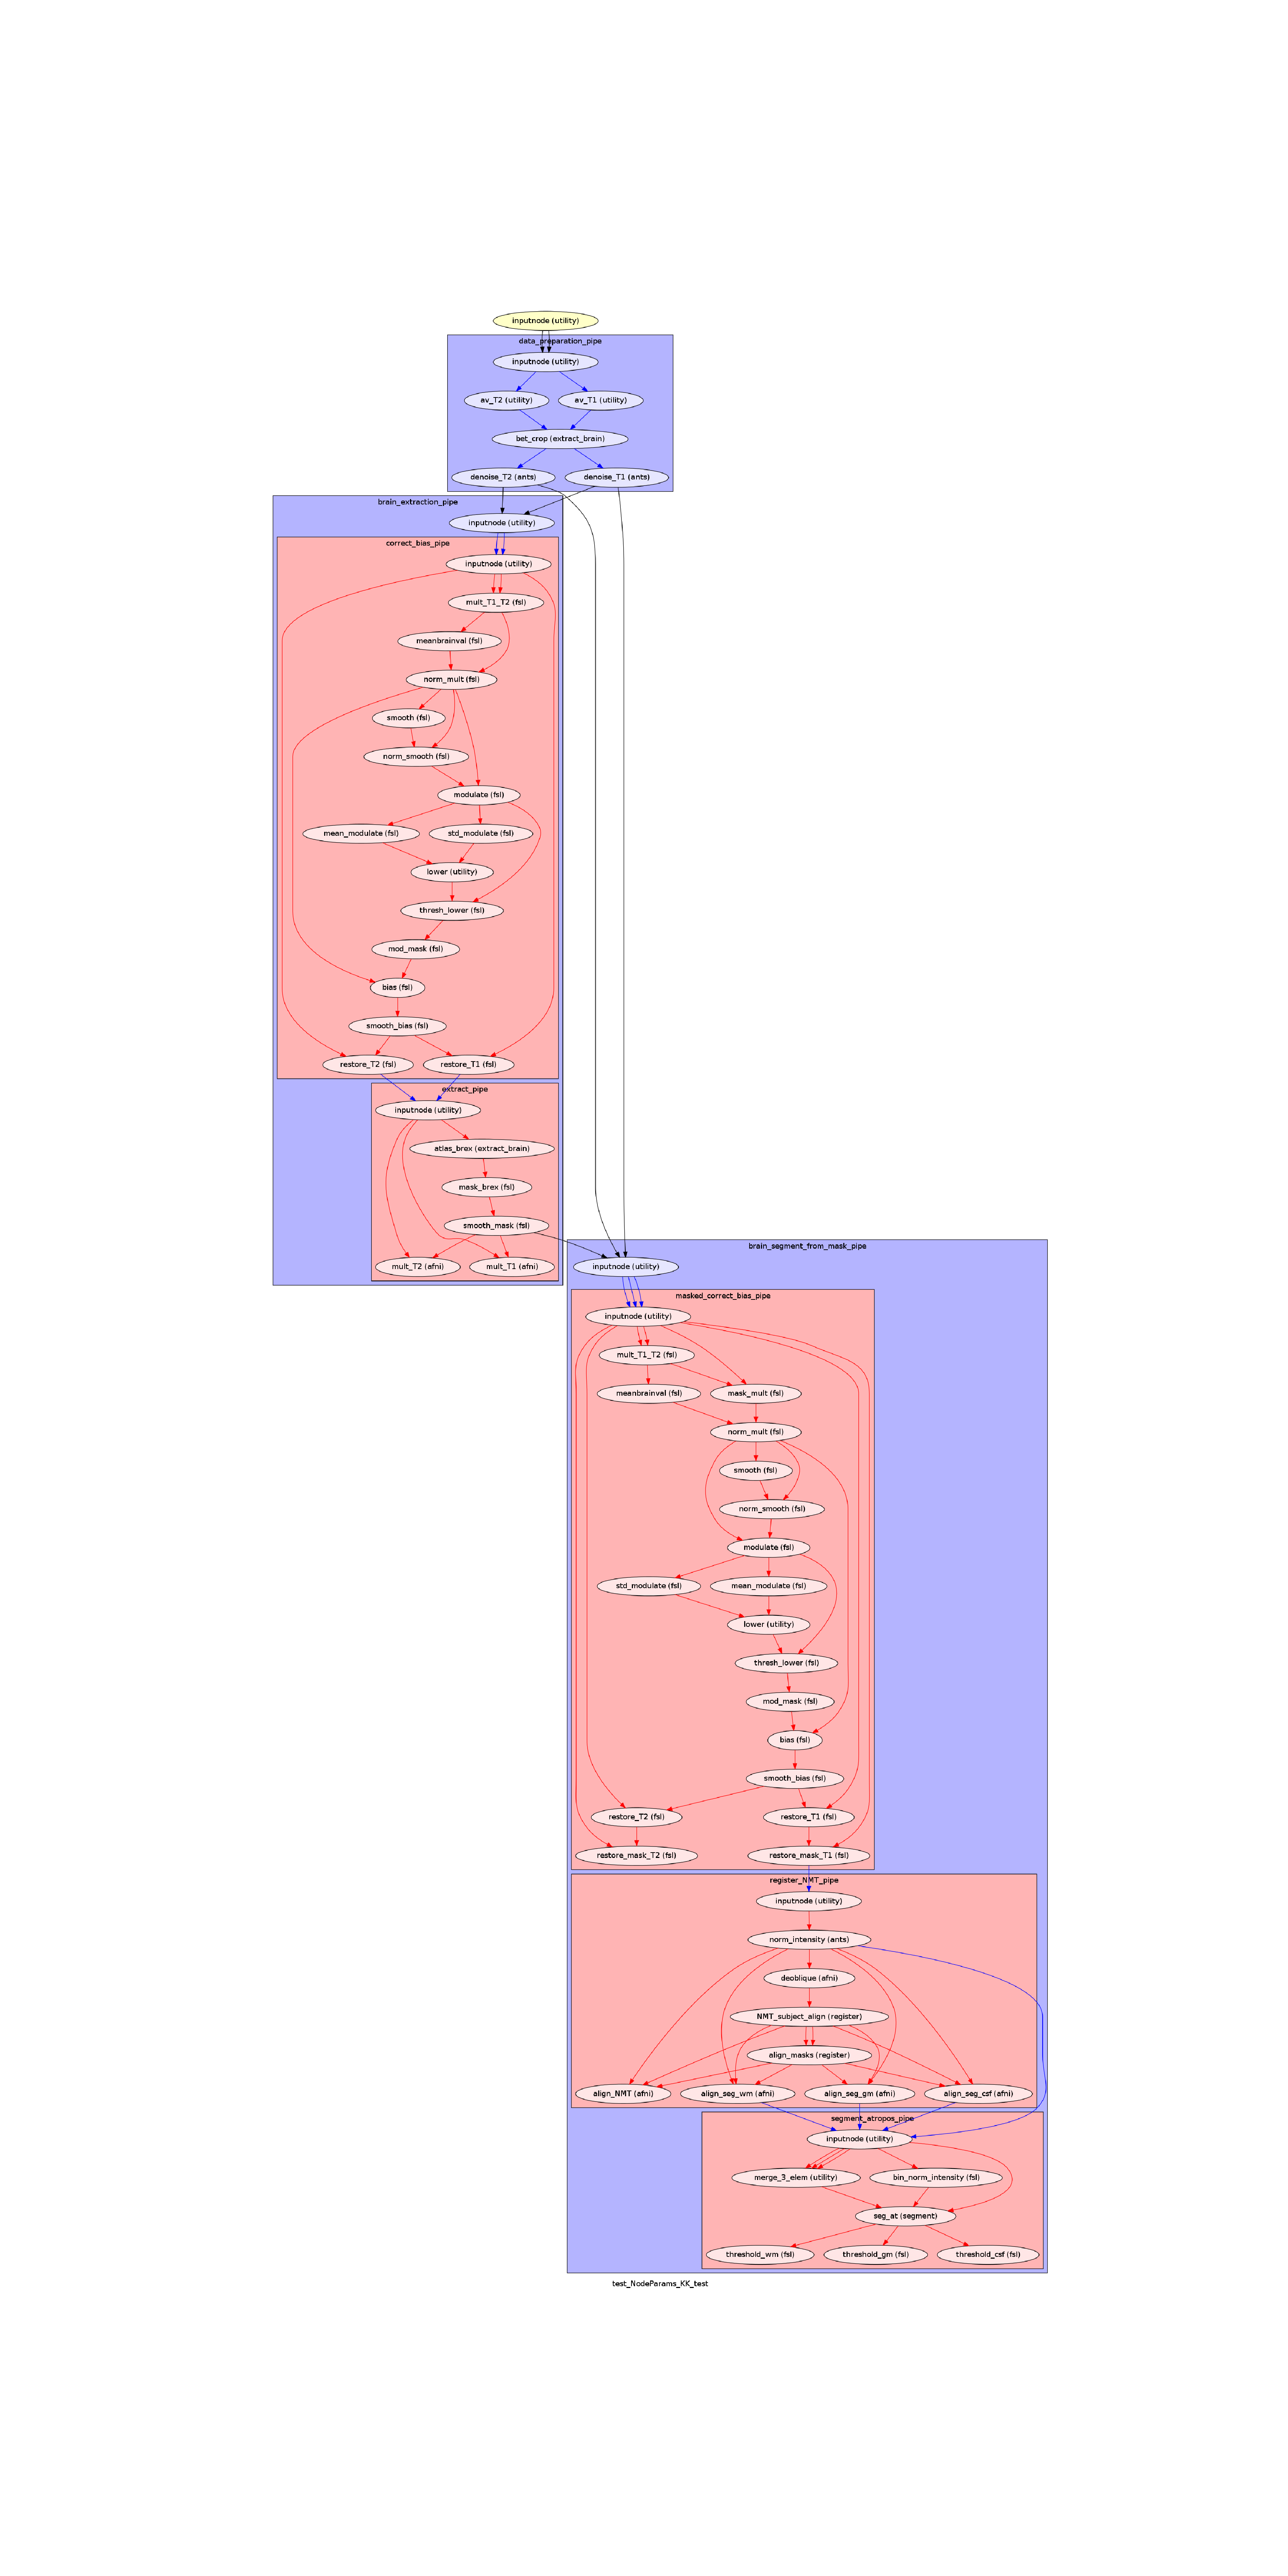 inputnode (utility)
data_preparation_pipe
inputnode (utility)
av_T2 (utility)
av_T1 (utility)
bet_crop (extract_brain)
denoise_T2 (ants)
denoise_T1 (ants)
brain_extraction_pipe
inputnode (utility)
correct_bias_pipe
inputnode (utility)
mult_T1_T2 (fsl)
meanbrainval (fsl)
norm_mult (fsl)
smooth (fsl)
norm_smooth (fsl)
modulate (fsl)
mean_modulate (fsl)
std_modulate (fsl)
lower (utility)
thresh_lower (fsl)
mod_mask (fsl)
bias (fsl)
smooth_bias (fsl)
restore_T2 (fsl)
restore_T1 (fsl)
extract_pipe
inputnode (utility)
atlas_brex (extract_brain)
mask_brex (fsl)
smooth_mask (fsl)
mult_T2 (afni)
mult_T1 (afni)
brain_segment_from_mask_pipe
inputnode (utility)
masked_correct_bias_pipe
inputnode (utility)
mult_T1_T2 (fsl)
meanbrainval (fsl)
mask_mult (fsl)
norm_mult (fsl)
smooth (fsl)
norm_smooth (fsl)
modulate (fsl)
std_modulate (fsl)
mean_modulate (fsl)
lower (utility)
thresh_lower (fsl)
mod_mask (fsl)
bias (fsl)
smooth_bias (fsl)
restore_T2 (fsl)
restore_T1 (fsl)
restore_mask_T2 (fsl)
restore_mask_T1 (fsl)
register_NMT_pipe
inputnode (utility)
norm_intensity (ants)
deoblique (afni)
NMT_subject_align (register)
align_masks (register)
align_NMT (afni)
align_seg_wm (afni)
align_seg_gm (afni)
align_seg_csf (afni)
segment_atropos_pipe
inputnode (utility)
merge_3_elem (utility)
bin_norm_intensity (fsl)
seg_at (segment)
threshold_wm (fsl)
threshold_gm (fsl)
threshold_csf (fsl)
test_NodeParams_KK_test